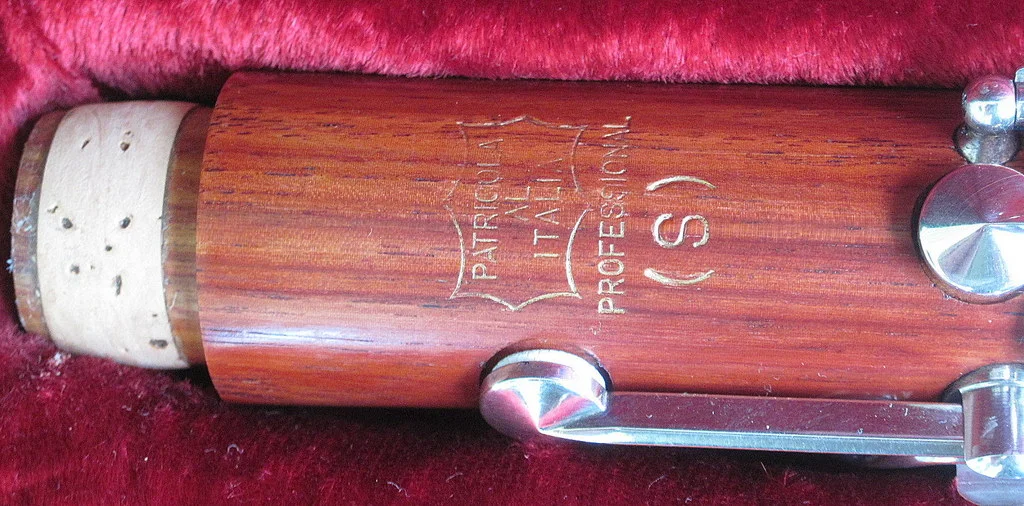 PATRICOLA
AL
ITALIA
PROFESSIONAL
(S)